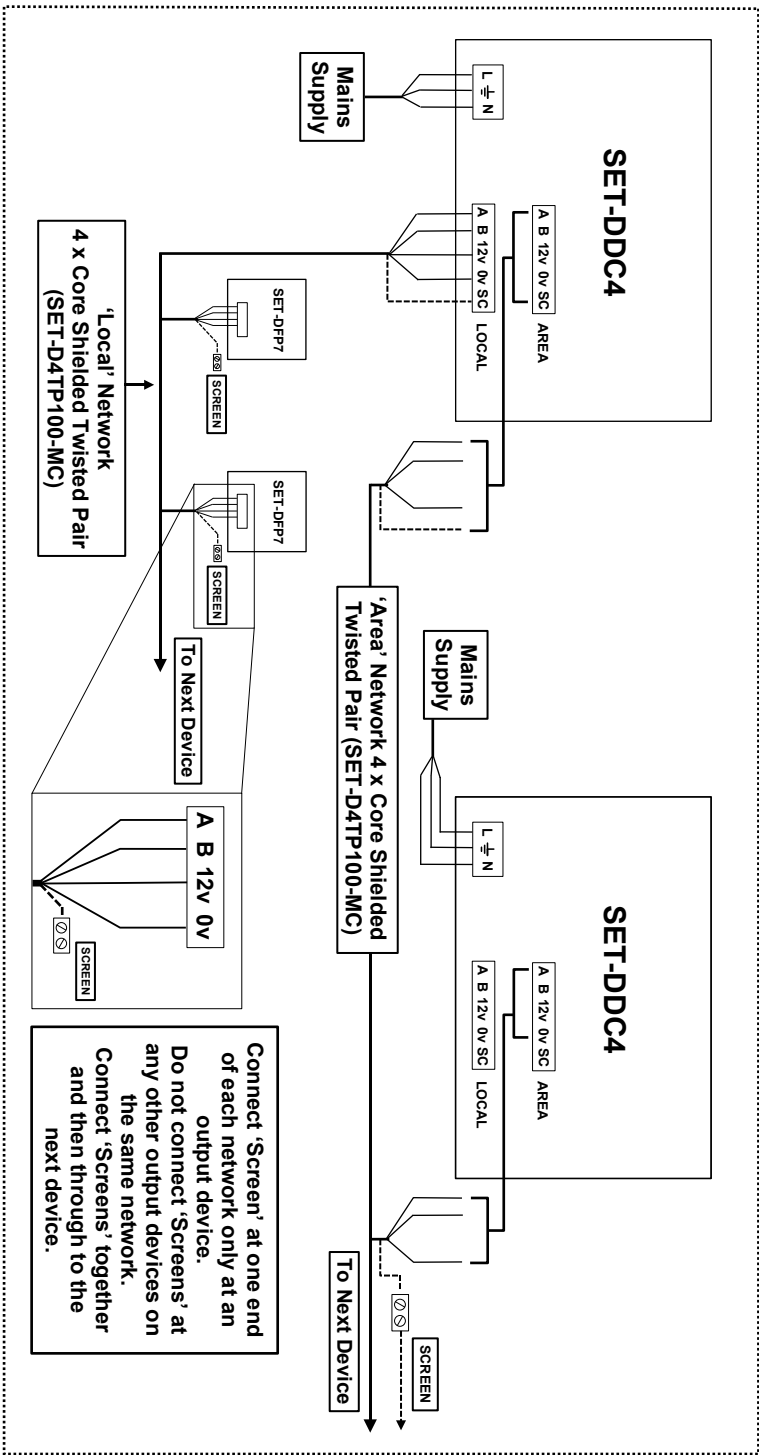 SET-DDC4
L N
A B 12v 0v SC
AREA
A B 12v 0v SC
LOCAL
Mains
Supply
SET-DDC4
L N
A B 12v 0v SC
AREA
A B 12v 0v SC
LOCAL
Mains
Supply
'Area' Network 4 x Core Shielded
Twisted Pair (SET-D4TP100-MC)
SCREEN
To Next Device
SET-DFP7
SCREEN
SET-DFP7
SCREEN
To Next Device
'Local' Network
4 x Core Shielded Twisted Pair
(SET-D4TP100-MC)
A B 12v 0v
SCREEN
Connect 'Screen' at one end
of each network only at an
output device.
Do not connect 'Screens' at
any other output devices on
the same network.
Connect 'Screens' together
and then through to the
next device.